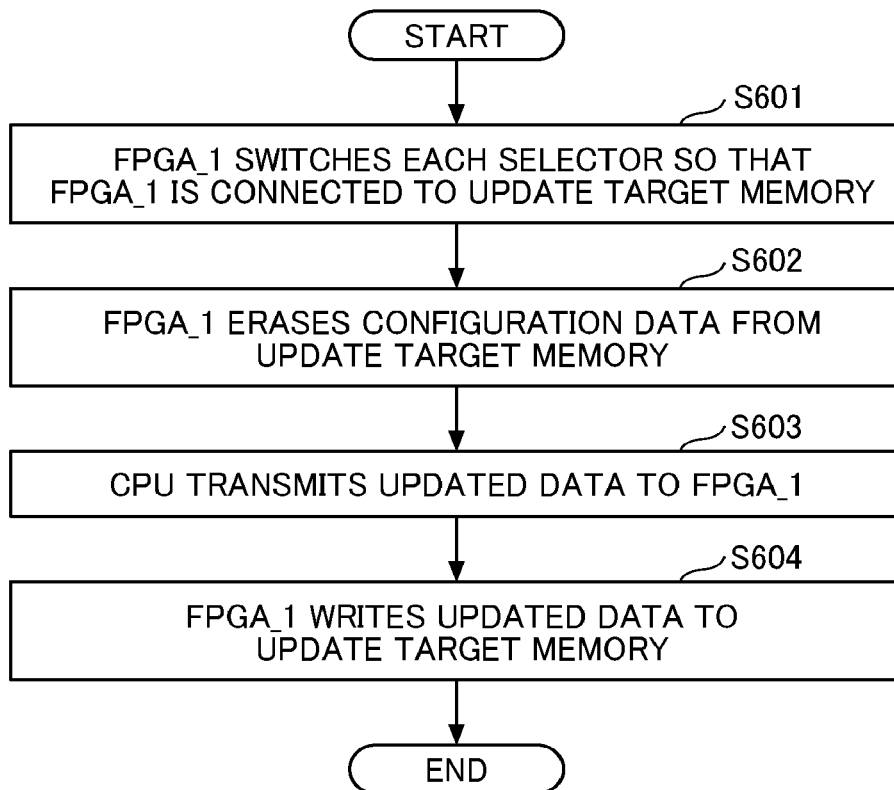 START
S601
FPGA_1 SWITCHES EACH SELECTOR SO THAT
FPGA_1 IS CONNECTED TO UPDATE TARGET MEMORY
S602
FPGA_1 ERASES CONFIGURATION DATA FROM
UPDATE TARGET MEMORY
S603
CPU TRANSMITS UPDATED DATA TO FPGA_1
S604
FPGA_1 WRITES UPDATED DATA TO
UPDATE TARGET MEMORY
END